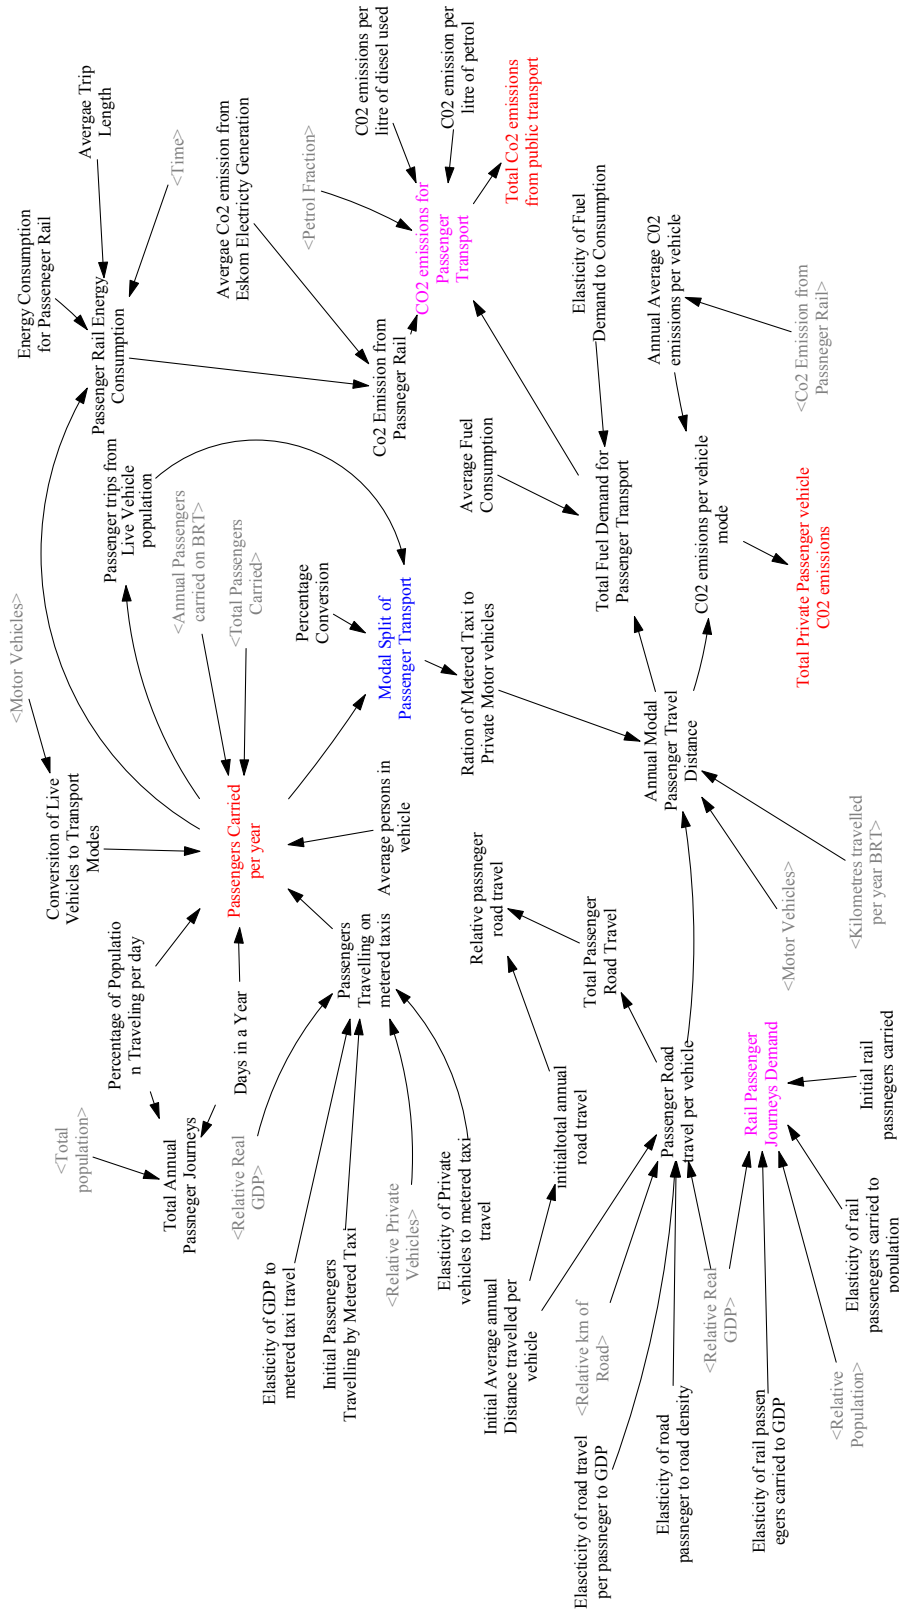 <Total
population>
Percentage of Populatio
n Traveling per day
Conversiton of Live
Vehicles to Transport
Modes
<Motor Vehicles>
Energy Consumption
for Passeneger Rail
Avergae Trip
Length
<Time>
Passenger Rail Energy
Consumption
Passenger trips from
Live Vehicle
population
Total Annual
Passneger Journeys
Days in a Year
Passengers Carried
per year
<Annual Passengers
carried on BRT>
<Total Passengers
Carried>
Avergae Co2 emission from
Eskom Electricty Generation
<Relative Real
GDP>
Elasticity of GDP to
metered taxi travel
Initial Passenegers
Travelling by Metered Taxi
<Relative Private
Vehicles>
Elasticity of Private
vehicles to metered taxi
travel
Passengers
Travelling on
metered taxis
Average persons in
vehicle
Percentage
Conversion
Modal Split of
Passenger Transport
Co2 Emission from
Passneger Rail
<Petrol Fraction>
C02 emissions per
litre of diesel used
C02 emission per
litre of petrol
CO2 emissions for
Passenger
Transport
Total Co2 emissions
from public transport
Relative passneger
road travel
Ration of Metered Taxi to
Private Motor vehicles
Average Fuel
Consumption
Initial Average annual
Distance travelled per
vehicle
initialtotal annual
road travel
Total Passenger
Road Travel
Total Fuel Demand for
Passenger Transport
Elasticity of Fuel
Demand to Consumption
<Relative km of
Road>
Elascticity of road travel
per passneger to GDP
Elasticity of road
passneger to road density
<Relative Real
GDP>
Passenger Road
travel per vehicle
Annual Modal
Passenger Travel
Distance
C02 emisions per vehicle
mode
Annual Average C02
emissions per vehicle
Rail Passenger
Journeys Demand
<Motor Vehicles>
Total Private Passenger vehicle
C02 emissions
<Co2 Emission from
Passneger Rail>
Elasticity of rail passen
egers carried to GDP
<Relative
Population>
Elasticity of rail
passenegers carried to
population
Initial rail
passnegers carried
<Kilometres travelled
per year BRT>